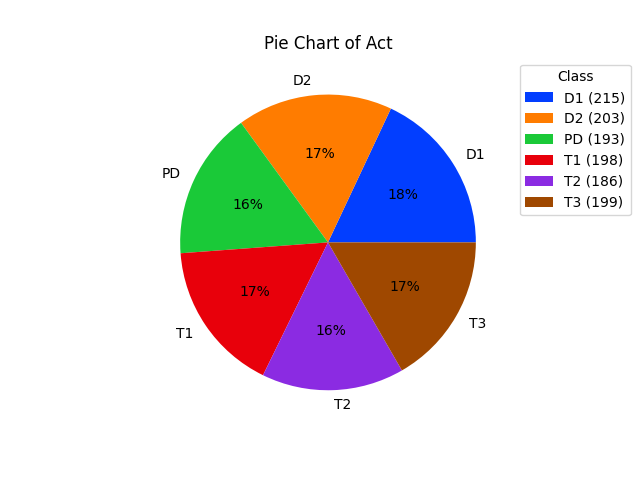 Pie Chart of Act
Class
D1 (215)
D2 (203)
PD (193)
T1 (198)
T2 (186)
T3 (199)
D2
D1
17%
18%
PD
16%
17%
17%
16%
T1
T3
T2